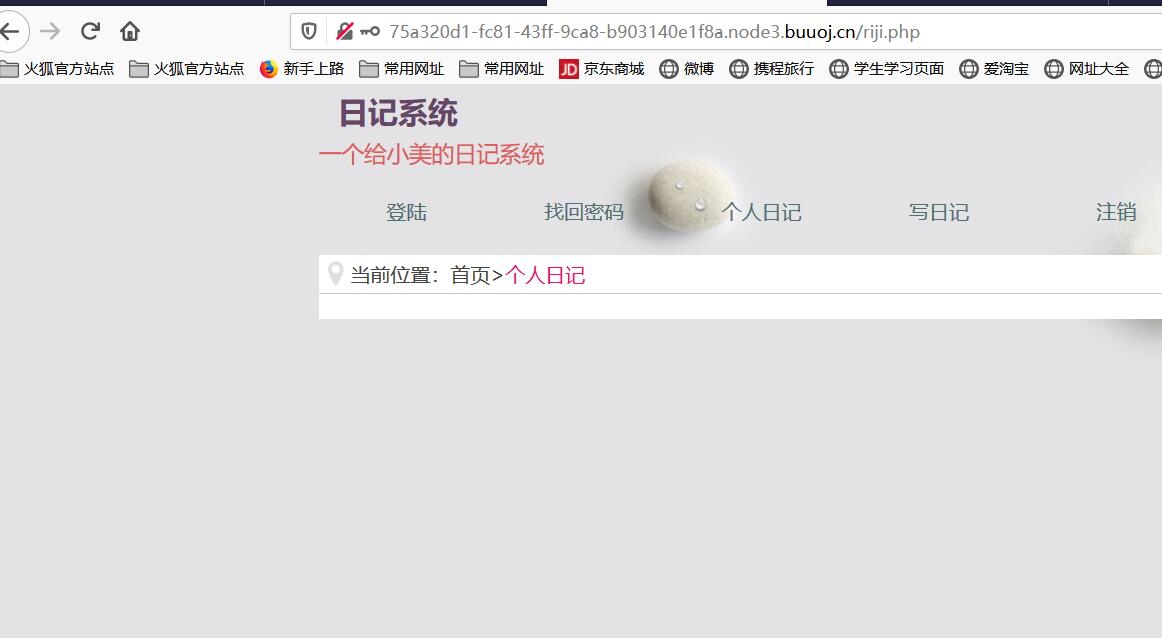 75a320d1-fc81-43ff-9ca8-b903140e1f8a.node3.buuoj.cn/riji.php
火狐官方站点 火狐官方站点 新手上路 常用网址 常用网址 JD 京东商城 微博 携程旅行 学生学习页面 爱淘宝 网址大全
日记系统
一个给小美的日记系统
登陆 找回密码 个人日记 写日记 注销
当前位置：首页>个人日记